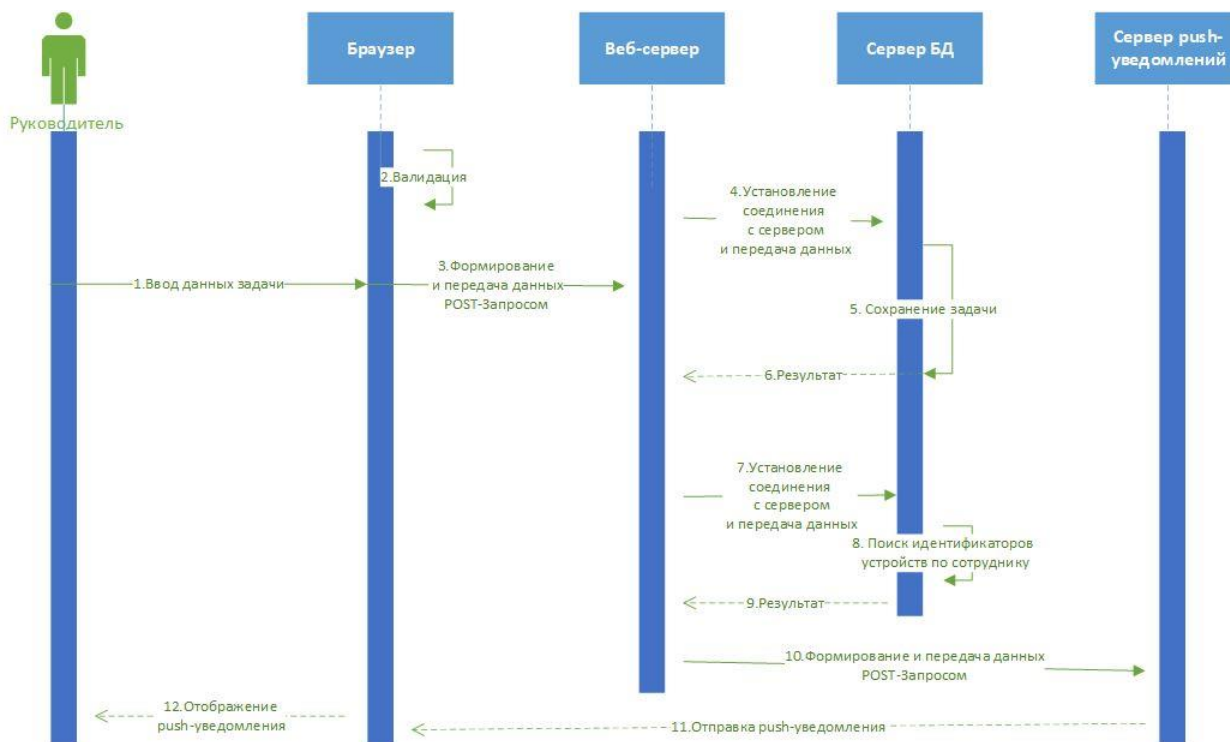 Браузер
Веб-сервер
Сервер БД
Сервер push-
уведомлений
Руководитель
2.Валидация
4.Установление
соединения
с сервером
и передача данных
1.Ввод данных задачи
3.Формирование
и передача данных
POST-Запросом
5. Сохранение задачи
6.Результат
7.Установление
соединения
с сервером
и передача данных
8. Поиск идентификаторов
устройств по сотруднику
9.Результат
10.Формирование и передача данных
POST-Запросом
12.Отображение
push-уведомления
11.Отправка push-уведомления